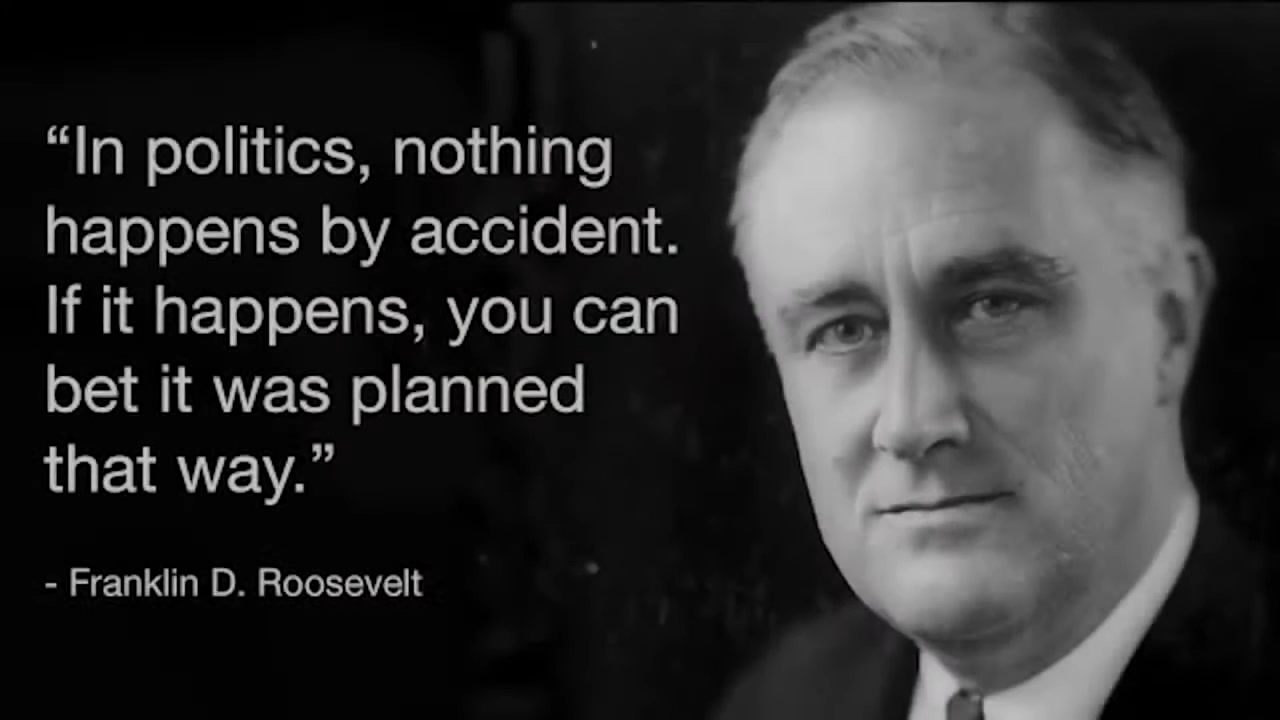 “In politics, nothing
happens by accident.
If it happens, you can
bet it was planned
that way.”
- Franklin D. Roosevelt